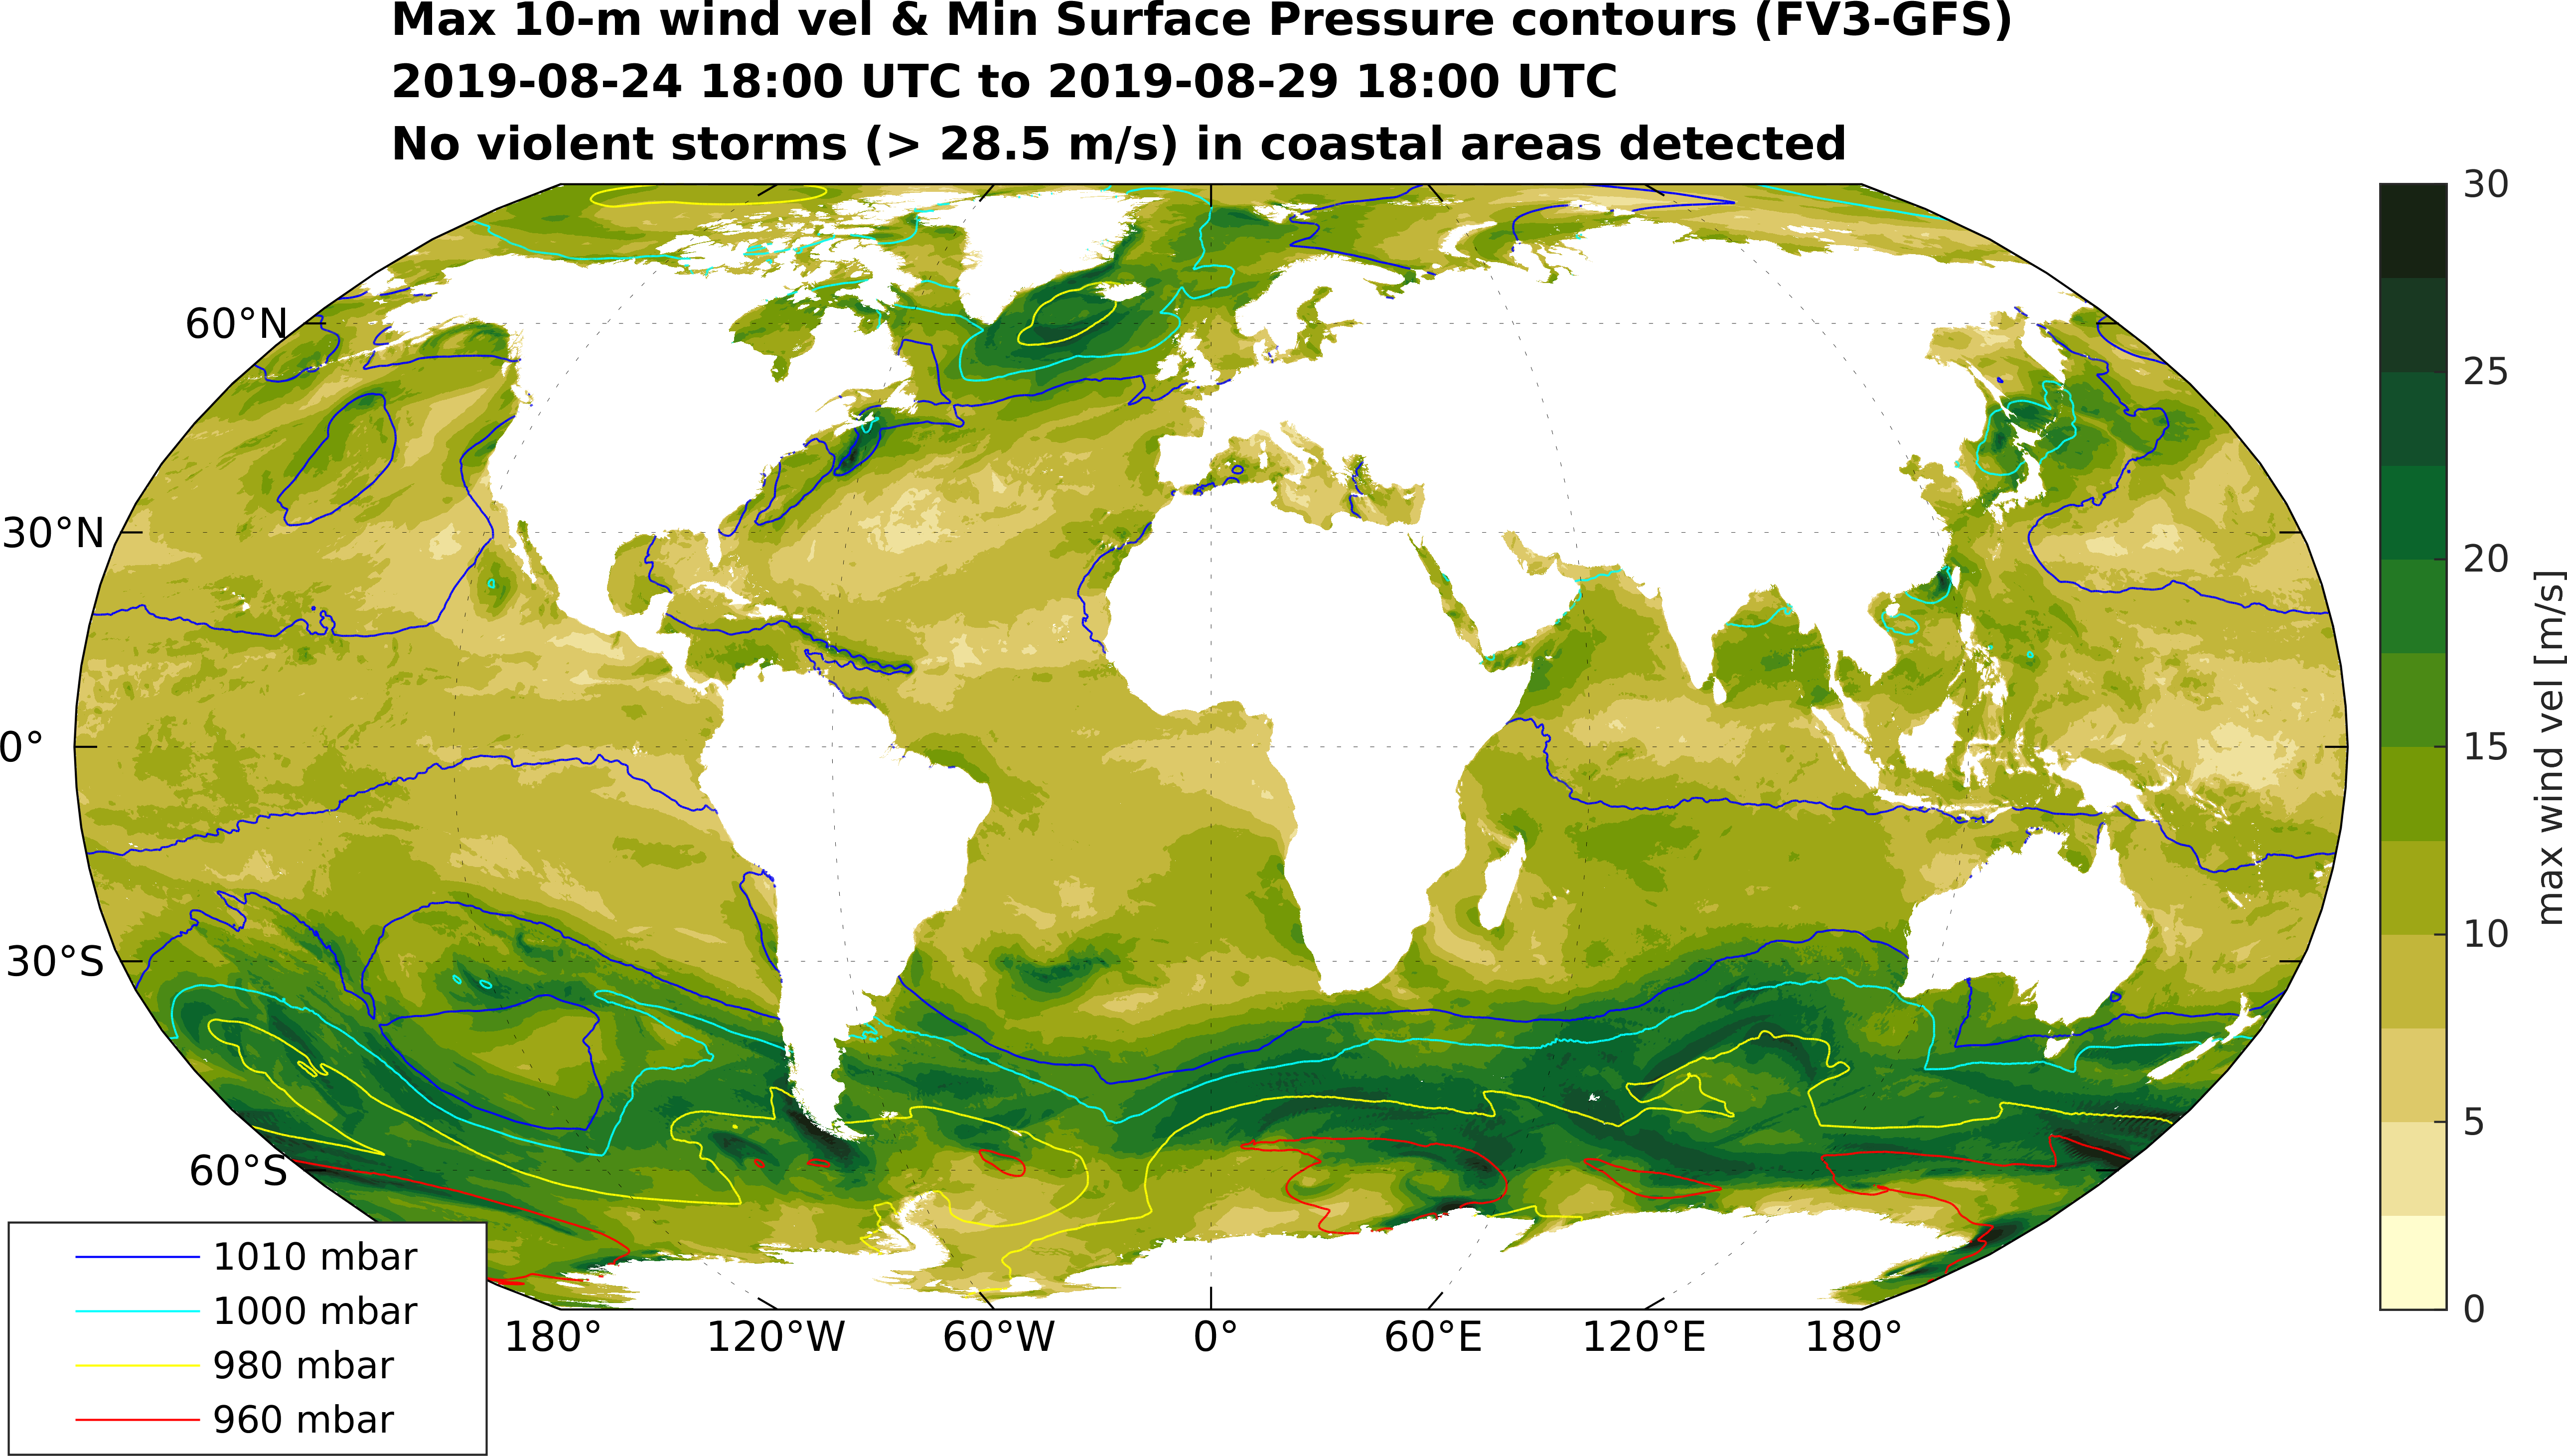 Max 10-m wind vel & Min Surface Pressure contours (FV3-GFS)
2019-08-24 18:00 UTC to 2019-08-29 18:00 UTC
No violent storms (> 28.5 m/s) in coastal areas detected
60°N
30°N
0°
30°S
60°S
180°
120°W
60°W
0°
60°E
120°E
180°
1010 mbar
1000 mbar
980 mbar
960 mbar
30
25
20
15
10
5
0
max wind vel [m/s]